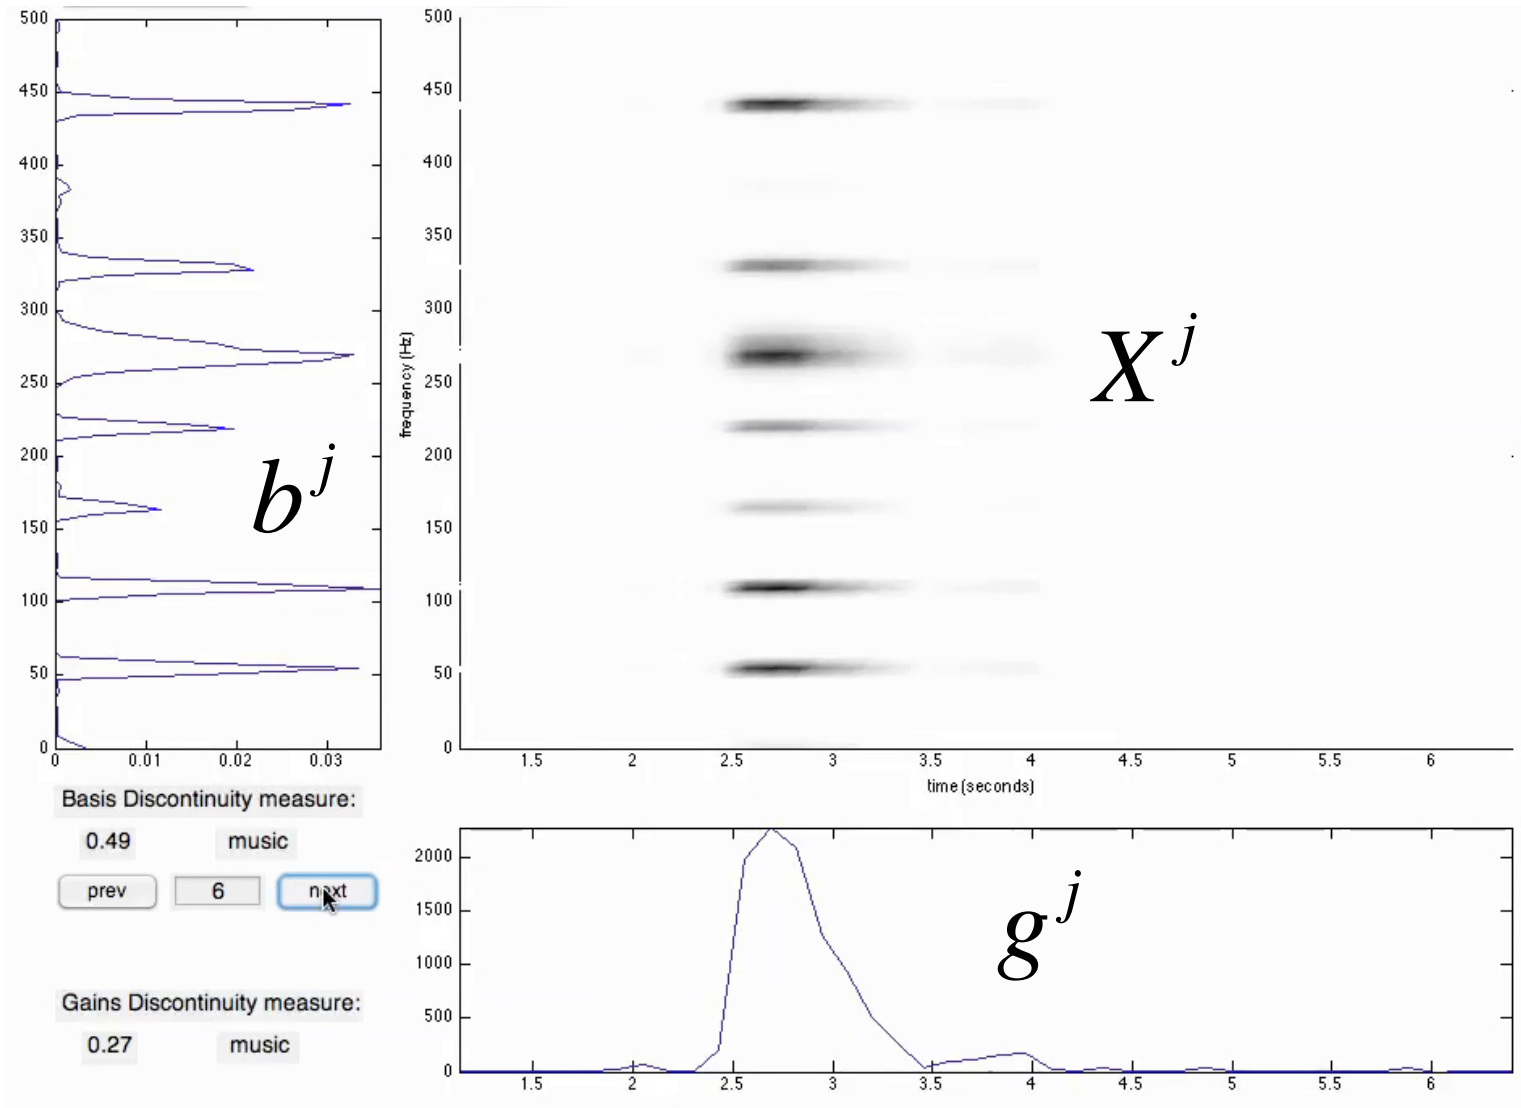 500
450
400
350
300
250
200
150
100
50
0
0 0.01 0.02 0.03
b^j
500
450
400
350
300
250
200
150
100
50
0
frequency (Hz)
X^j
1.5 2 2.5 3 3.5 4 4.5 5 5.5 6
time (seconds)
Basis Discontinuity measure:
0.49 music
prev 6 next
Gains Discontinuity measure:
0.27 music
2000
1500
1000
500
0
g^j
1.5 2 2.5 3 3.5 4 4.5 5 5.5 6